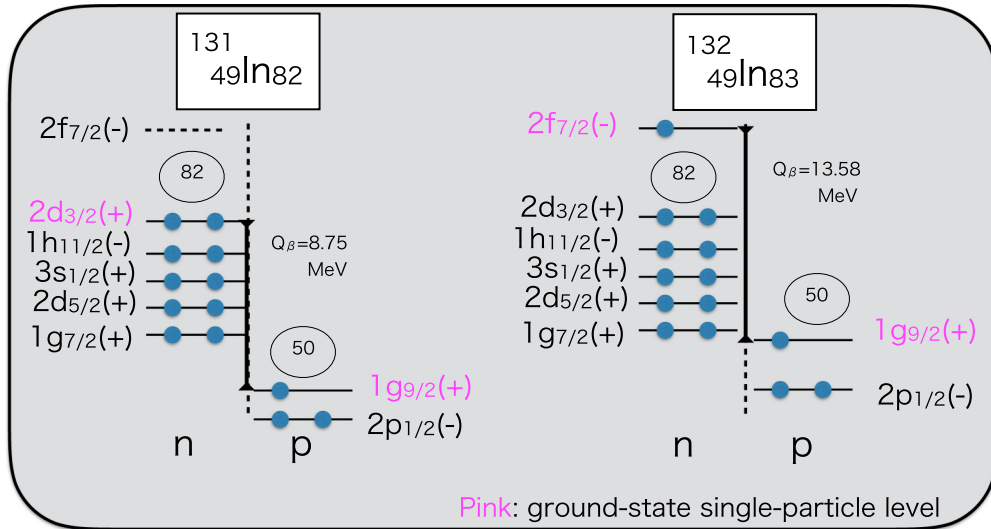 131
49In82
2f7/2(-)
82
2d3/2(+)
1h11/2(-)
3s1/2(+)
2d5/2(+)
1g7/2(+)
Qβ=8.75
MeV
50
1g9/2(+)
2p1/2(-)
n
p
132
49In83
2f7/2(-)
82
2d3/2(+)
1h11/2(-)
3s1/2(+)
2d5/2(+)
1g7/2(+)
Qβ=13.58
MeV
50
1g9/2(+)
2p1/2(-)
n
p
Pink: ground-state single-particle level